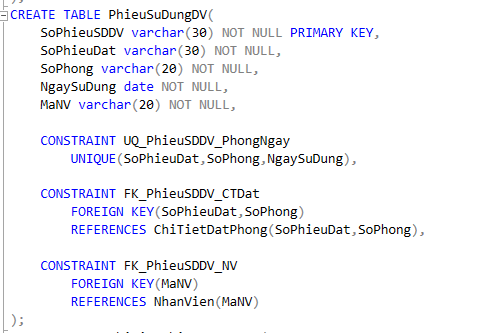 CREATE TABLE PhieuSuDungDV(
SoPhieuSDDV varchar(30) NOT NULL PRIMARY KEY,
SoPhieuDat varchar(30) NOT NULL,
SoPhong varchar(20) NOT NULL,
NgaySuDung date NOT NULL,
MaNV varchar(20) NOT NULL,
CONSTRAINT UQ_PhieuSDDV_PhongNgay
UNIQUE(SoPhieuDat,SoPhong,NgaySuDung),
CONSTRAINT FK_PhieuSDDV_CTDat
FOREIGN KEY(SoPhieuDat,SoPhong)
REFERENCES ChiTietDatPhong(SoPhieuDat,SoPhong),
CONSTRAINT FK_PhieuSDDV_NV
FOREIGN KEY(MaNV)
REFERENCES NhanVien(MaNV)
);